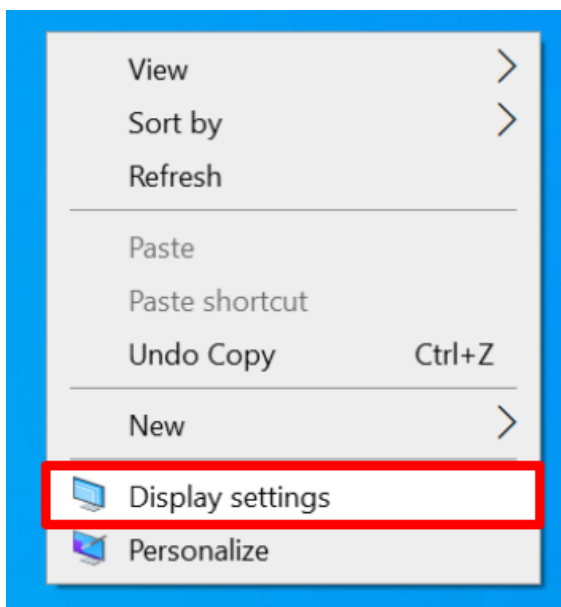 View
Sort by
Refresh
Paste
Paste shortcut
Undo Copy Ctrl+Z
New
Display settings
Personalize